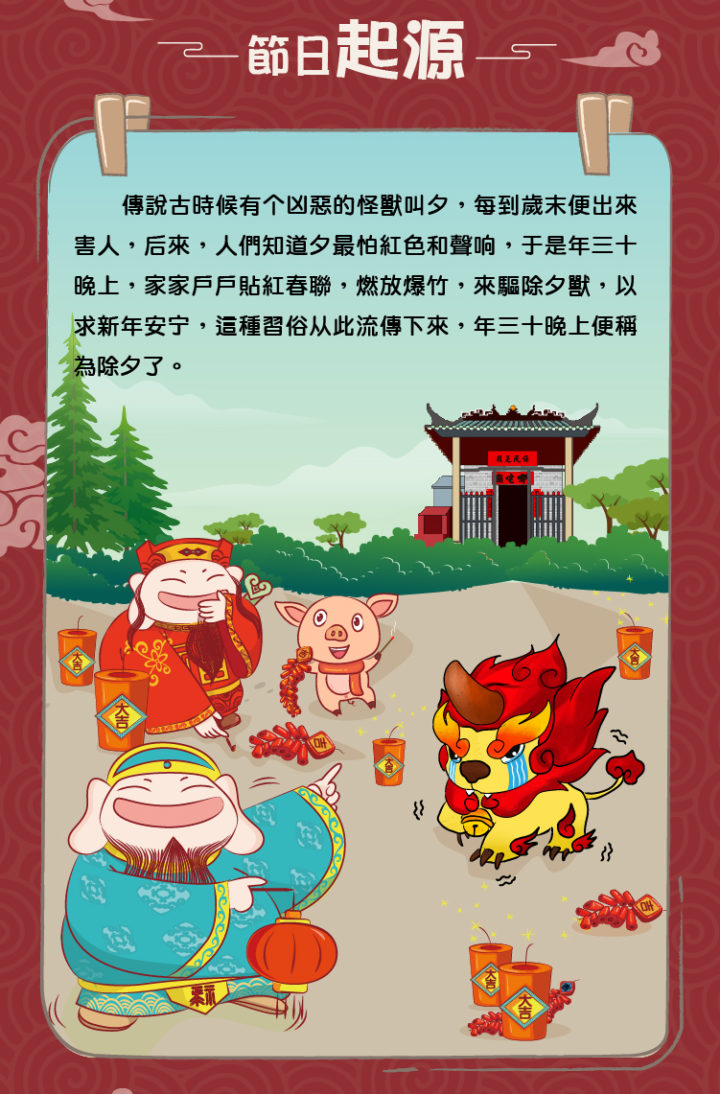 節日起源
傳說古時候有个凶惡的怪獸叫夕，每到歲末便出來
害人，后來，人們知道夕最怕紅色和聲响，于是年三十
晚上，家家戶戶貼紅春聯，燃放爆竹，來驅除夕獸，以
求新年安宁，這種習俗从此流傳下來，年三十晚上便稱
為除夕了。
大吉
大吉
大吉
大吉
大吉
大吉